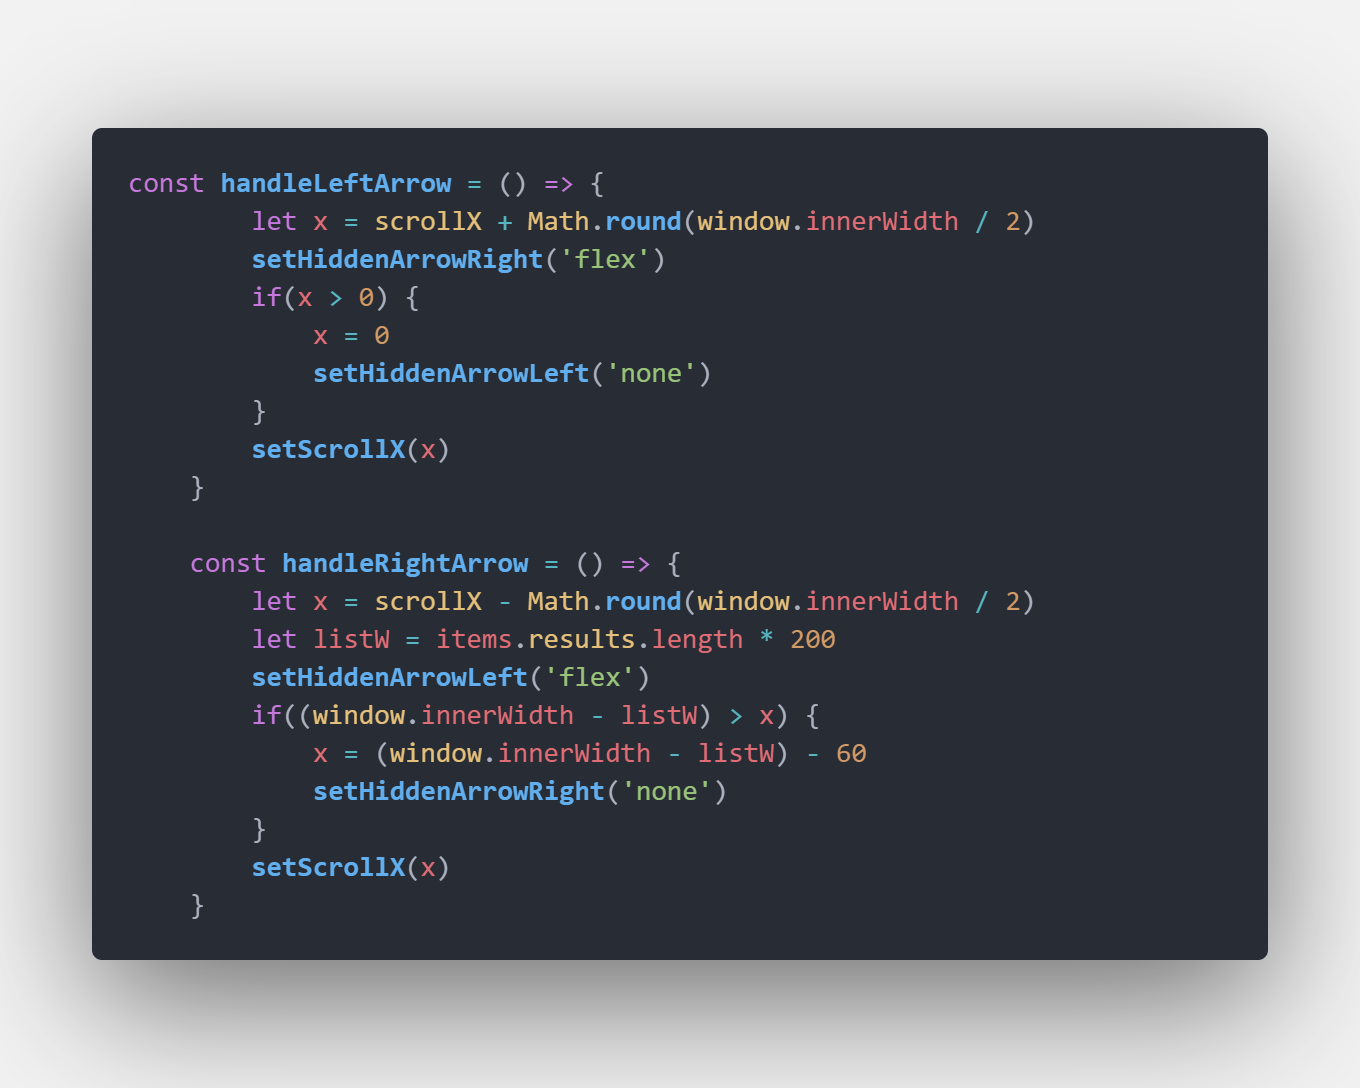 const handleLeftArrow = () => {
        let x = scrollX + Math.round(window.innerWidth / 2)
        setHiddenArrowRight('flex')
        if(x > 0) {
            x = 0
            setHiddenArrowLeft('none')
        }
        setScrollX(x)
    }

    const handleRightArrow = () => {
        let x = scrollX - Math.round(window.innerWidth / 2)
        let listW = items.results.length * 200
        setHiddenArrowLeft('flex')
        if((window.innerWidth - listW) > x) {
            x = (window.innerWidth - listW) - 60
            setHiddenArrowRight('none')
        }
        setScrollX(x)
    }